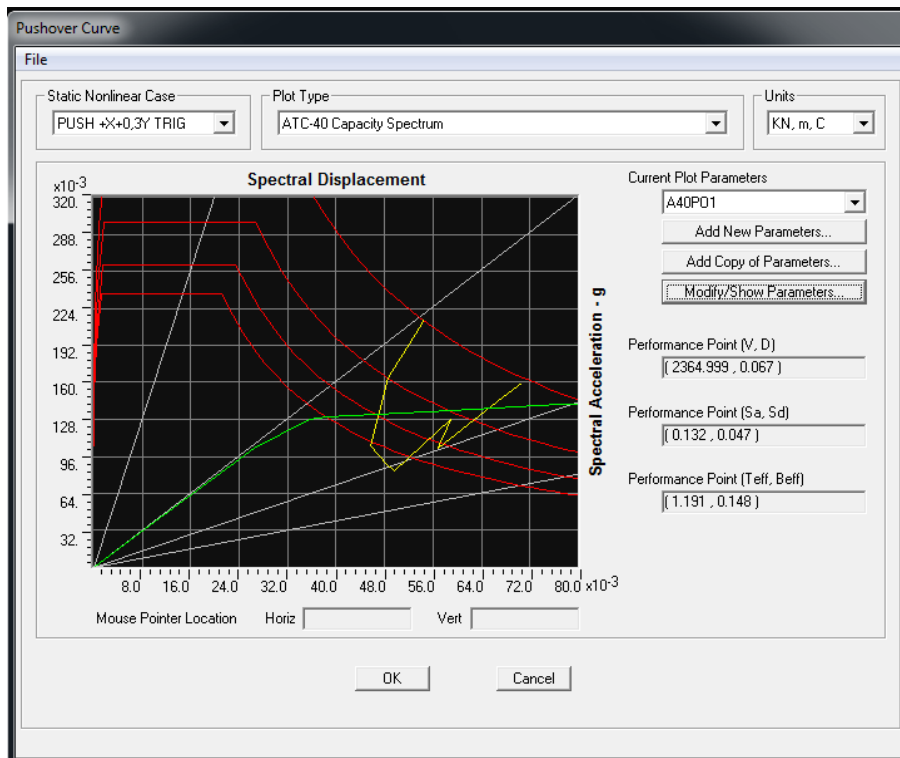 Pushover Curve
File
Static Nonlinear Case
PUSH +X+0,3Y TRIG
Plot Type
ATC-40 Capacity Spectrum
Units
KN, m, C
Spectral Displacement
x10-3
320.
288.
256.
224.
192.
160.
128.
96.
64.
32.
8.0 16.0 24.0 32.0 40.0 48.0 56.0 64.0 72.0 80.0 x10-3
Spectral Acceleration - g
Mouse Pointer Location Horiz Vert
Current Plot Parameters
A40PO1
Add New Parameters...
Add Copy of Parameters...
Modify/Show Parameters...
Performance Point (V, D)
( 2364.999 , 0.067 )
Performance Point (Sa, Sd)
( 0.132 , 0.047 )
Performance Point (Teff, Beff)
( 1.191 , 0.148 )
OK Cancel